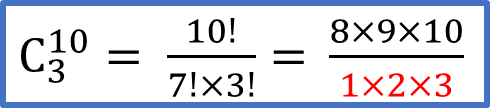 C₃¹⁰ = 10!/(7!×3!) = (8×9×10)/(1×2×3)